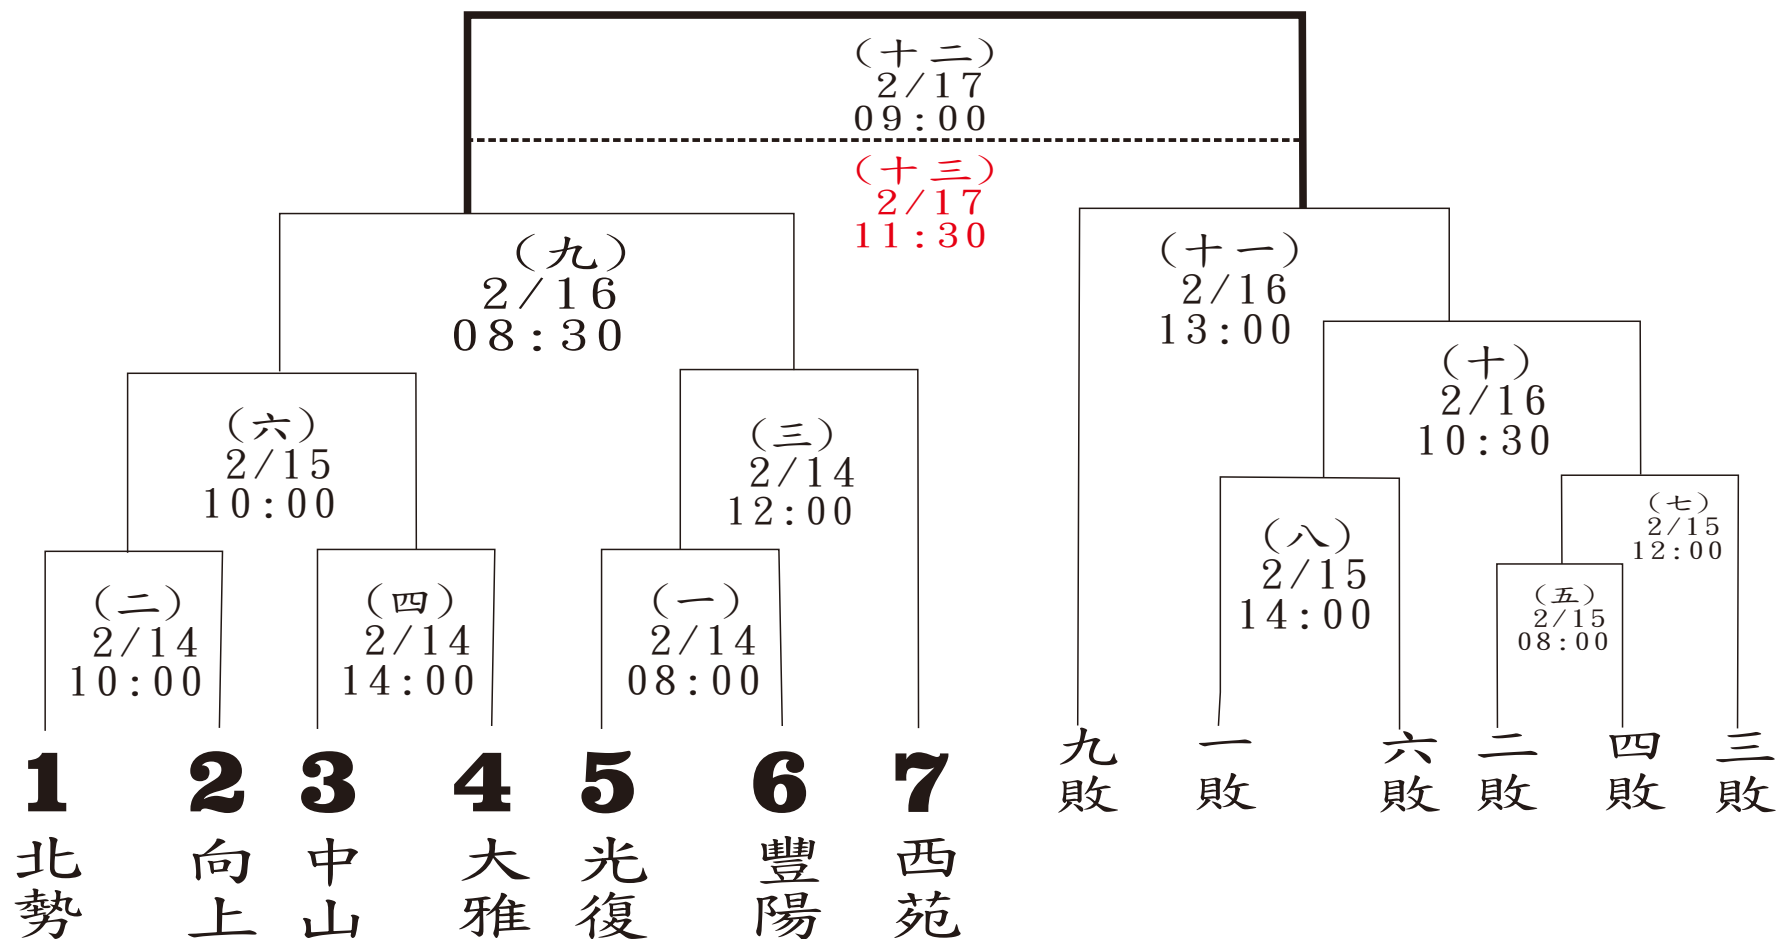 （十二）
2/17
09:00
（十三）
2/17
11:30
（九）
2/16
08:30
（十一）
2/16
13:00
（十）
2/16
10:30
（六）
2/15
10:00
（三）
2/14
12:00
（七）
2/15
12:00
（八）
2/15
14:00
（二）
2/14
10:00
（四）
2/14
14:00
（一）
2/14
08:00
（五）
2/15
08:00
1
北勢
2
向上
3
中山
4
大雅
5
光復
6
豐陽
7
西苑
九敗
一敗
六敗
二敗
四敗
三敗